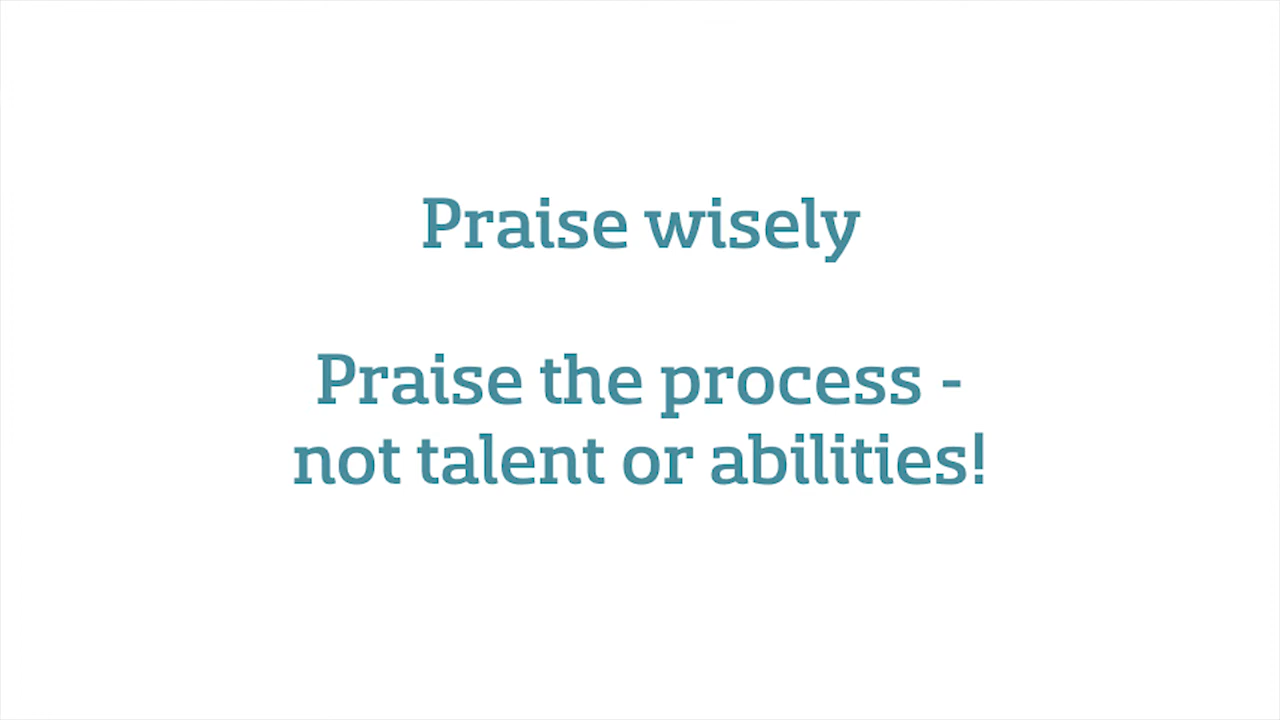 Praise wisely
Praise the process -
not talent or abilities!